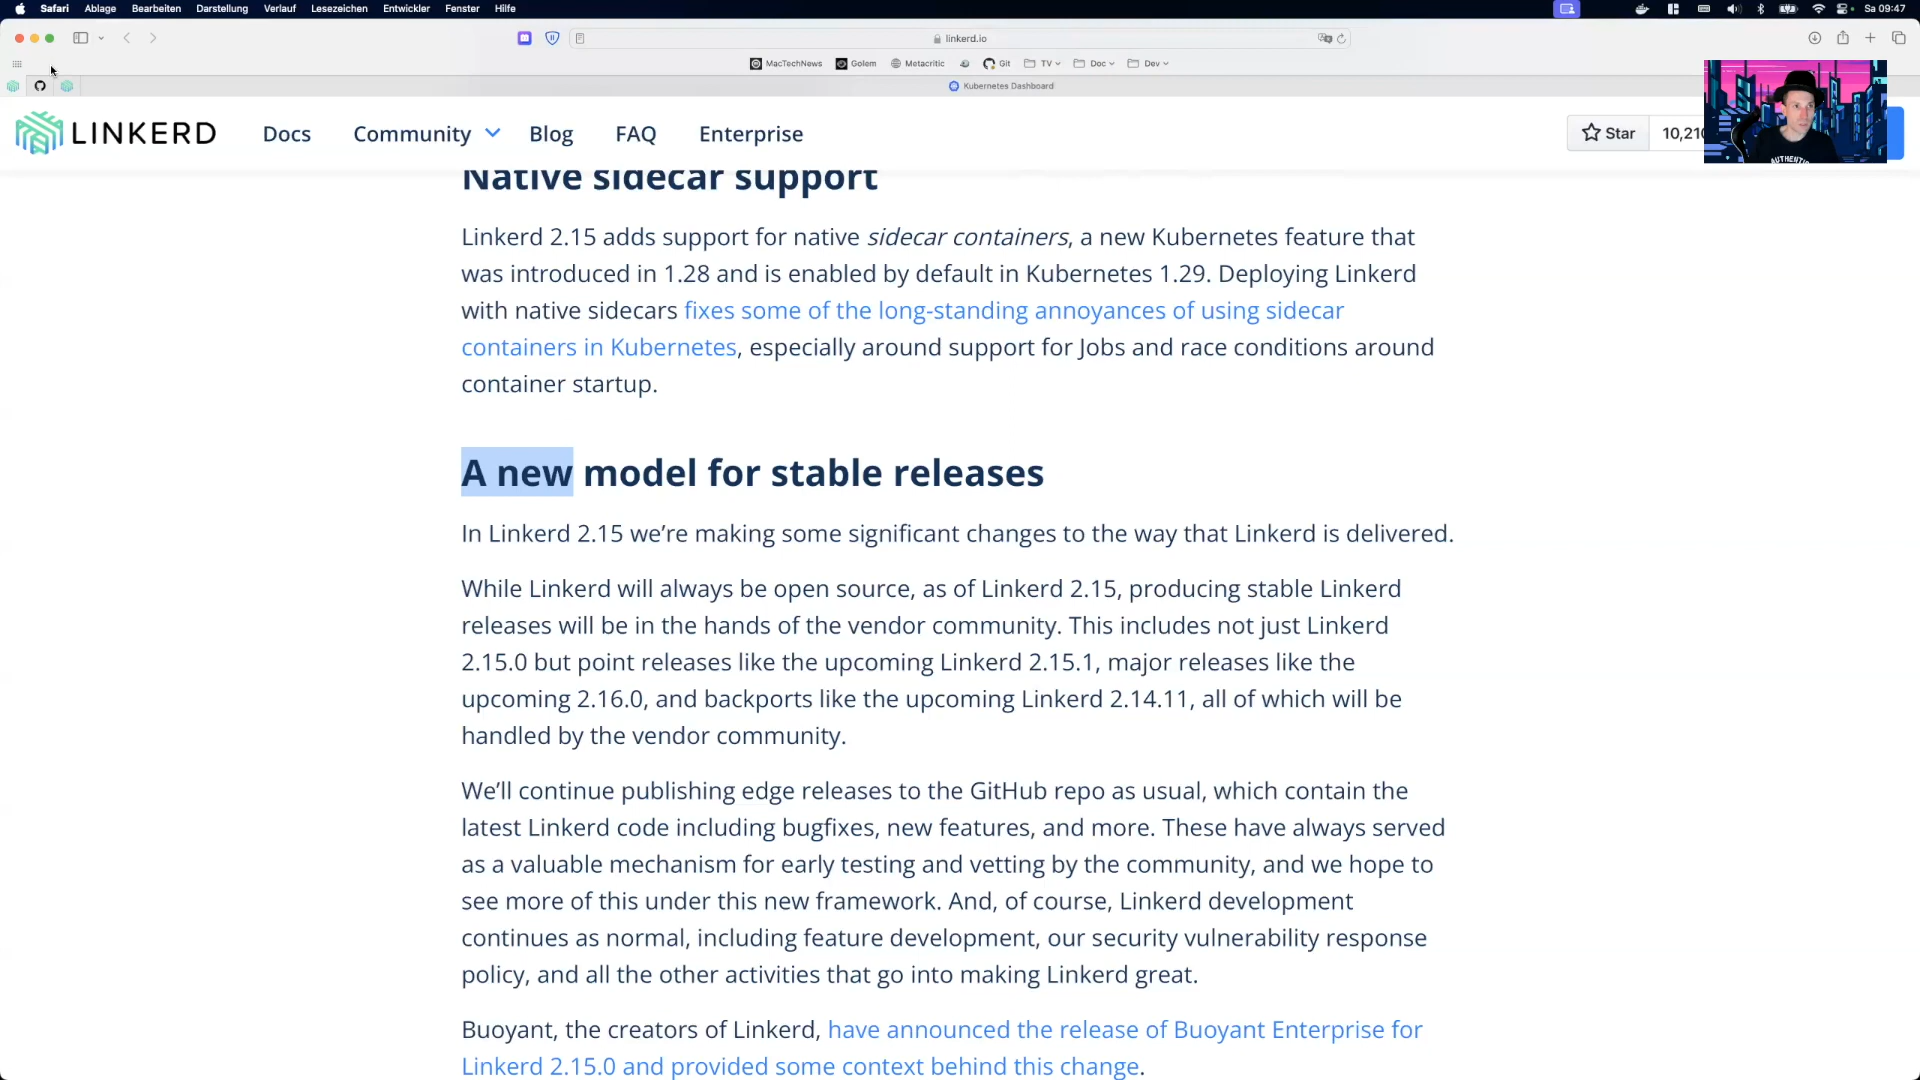 Safari Ablage Bearbeiten Darstellung Verlauf Lesezeichen Entwickler Fenster Hilfe Sa 09:47
linkerd.io
MacTechNews Golem Metacritic Git TV Doc Dev
Kubernetes Dashboard
LINKERD Docs Community Blog FAQ Enterprise Star 10,210
AUTHENTI
Native sidecar support
Linkerd 2.15 adds support for native sidecar containers, a new Kubernetes feature that
was introduced in 1.28 and is enabled by default in Kubernetes 1.29. Deploying Linkerd
with native sidecars fixes some of the long-standing annoyances of using sidecar
containers in Kubernetes, especially around support for Jobs and race conditions around
container startup.
A new model for stable releases
In Linkerd 2.15 we’re making some significant changes to the way that Linkerd is delivered.
While Linkerd will always be open source, as of Linkerd 2.15, producing stable Linkerd
releases will be in the hands of the vendor community. This includes not just Linkerd
2.15.0 but point releases like the upcoming Linkerd 2.15.1, major releases like the
upcoming 2.16.0, and backports like the upcoming Linkerd 2.14.11, all of which will be
handled by the vendor community.
We’ll continue publishing edge releases to the GitHub repo as usual, which contain the
latest Linkerd code including bugfixes, new features, and more. These have always served
as a valuable mechanism for early testing and vetting by the community, and we hope to
see more of this under this new framework. And, of course, Linkerd development
continues as normal, including feature development, our security vulnerability response
policy, and all the other activities that go into making Linkerd great.
Buoyant, the creators of Linkerd, have announced the release of Buoyant Enterprise for
Linkerd 2.15.0 and provided some context behind this change.